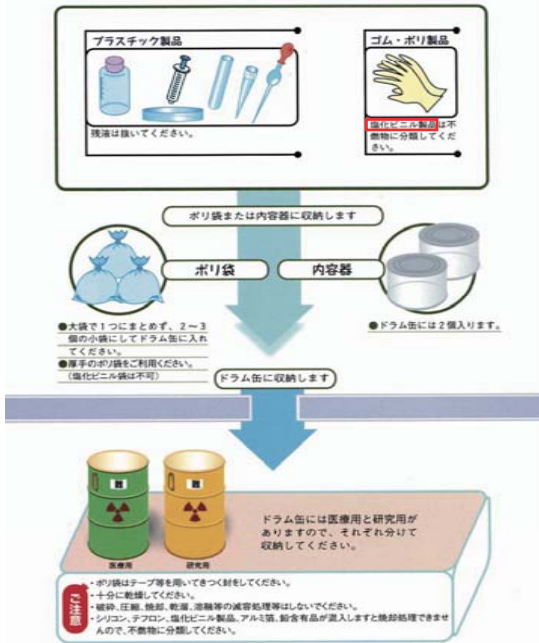 プラスチック製品
残液は抜いてください。
ゴム・ポリ製品
塩化ビニル製品は不
燃物に分類してくだ
さい。
ポリ袋または内容器に収納します
ポリ袋
内容器
●大袋で1つにまとめず、2〜3
個の小袋にしてドラム缶に入れ
てください。
●厚手のポリ袋をご利用ください。
(塩化ビニル袋は不可)
●ドラム缶には2個入ります。
ドラム缶に収納します
医療用
研究用
ドラム缶には医療用と研究用が
ありますので、それぞれ分けて
収納してください。
ご注意
・ポリ袋はテープ等を用いてきつく封をしてください。
・十分に乾燥してください。
・破砕、圧縮、焼却、乾溜、溶融等の減容処理等はしないでください。
・シリコン、テフロン、塩化ビニル製品、アルミ箔、鉛含有品が混入しますと焼却処理できませ
んので、不燃物に分類してください。